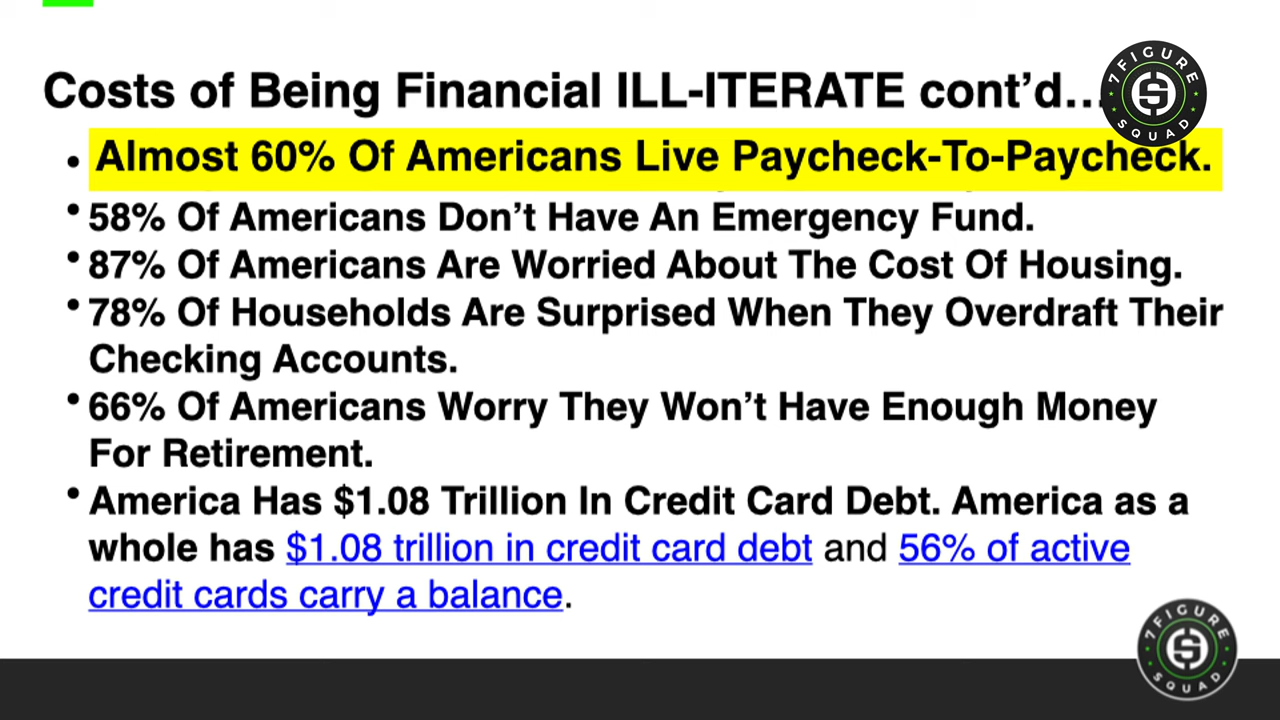 Costs of Being Financial ILL-ITERATE cont’d...
7FIGURE SQUAD
• Almost 60% Of Americans Live Paycheck-To-Paycheck.
• 58% Of Americans Don’t Have An Emergency Fund.
• 87% Of Americans Are Worried About The Cost Of Housing.
• 78% Of Households Are Surprised When They Overdraft Their
Checking Accounts.
• 66% Of Americans Worry They Won’t Have Enough Money
For Retirement.
• America Has $1.08 Trillion In Credit Card Debt. America as a
whole has $1.08 trillion in credit card debt and 56% of active
credit cards carry a balance.
7FIGURE SQUAD